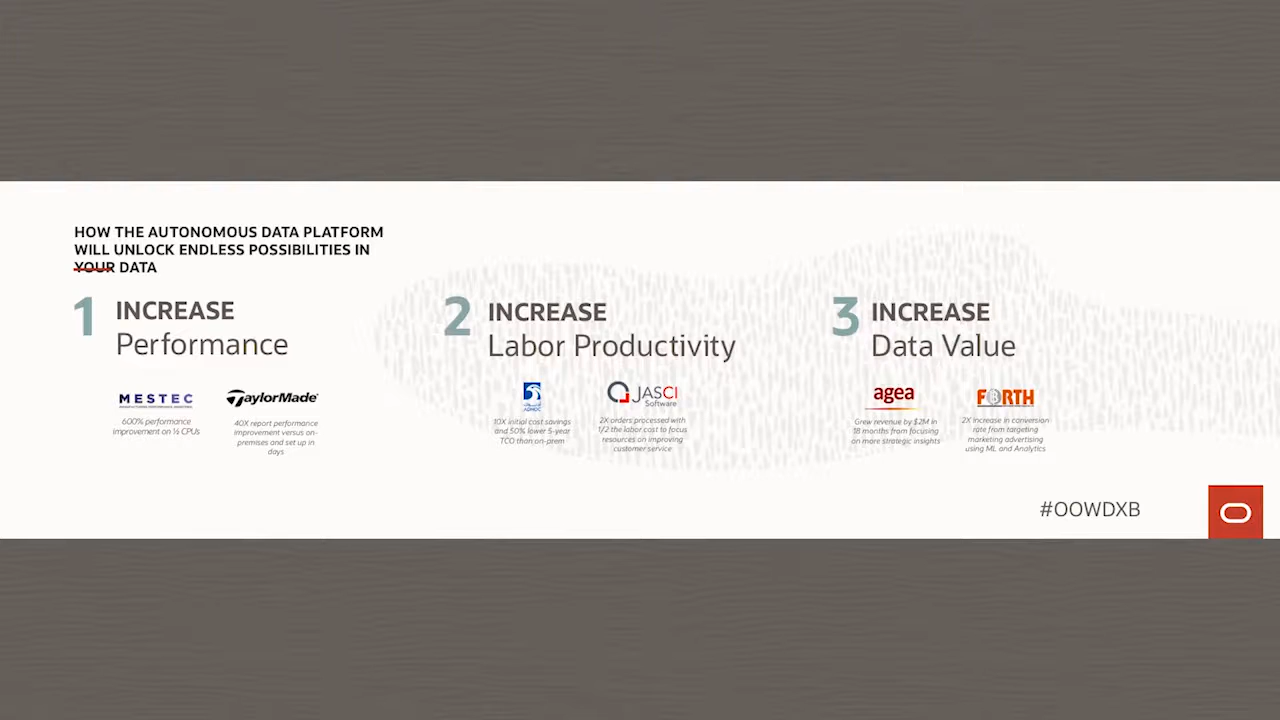 HOW THE AUTONOMOUS DATA PLATFORM
WILL UNLOCK ENDLESS POSSIBILITIES IN
YOUR DATA
1
INCREASE
Performance
MESTEC
TaylorMade
600% performance
improvement on ½ CPUs
40X report performance
improvement versus on-
premises and set up in
days
2
INCREASE
Labor Productivity
JASCI
Software
10X initial cost savings
and 50% lower 5-year
TCO than on-prem
2X orders processed with
1/2 the labor cost to focus
resources on improving
customer service
3
INCREASE
Data Value
agea
FORTH
Grew revenue by $2M in
18 months from focusing
on more strategic insights
2X increase in conversion
rate from targeting
marketing advertising
using ML and Analytics
#OOWDXB